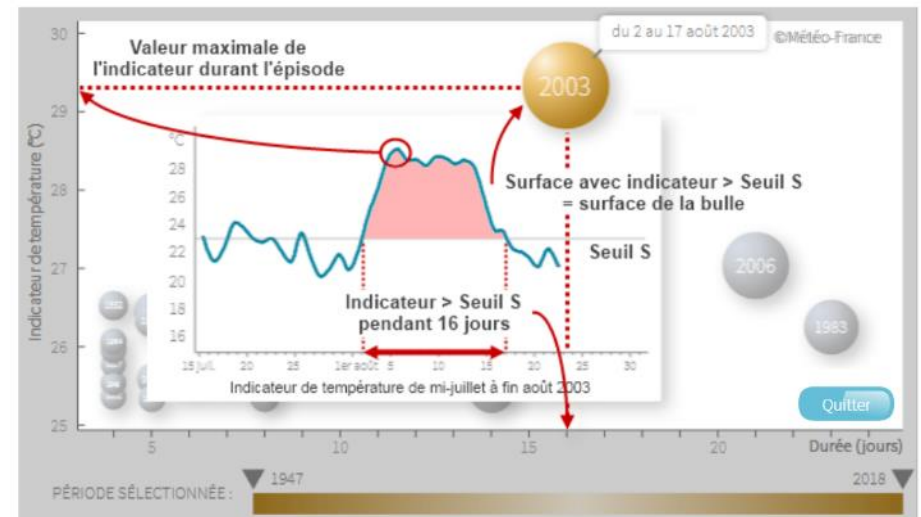 30
Valeur maximale de
l'indicateur durant l'épisode
du 2 au 17 août 2003
©Météo-France
2003
29
28
27
26
25
Indicateur de température (°C)
°C
28
26
24
22
20
18
16
Surface avec indicateur > Seuil S
= surface de la bulle
Seuil S
Indicateur > Seuil S
pendant 16 jours
15 juil. 20 25 1er août 5 10 15 20 25 30
Indicateur de température de mi-juillet à fin août 2003
2006
1983
Quitter
5 10 15 20 Durée (jours)
PÉRIODE SÉLECTIONNÉE :
1947
2018